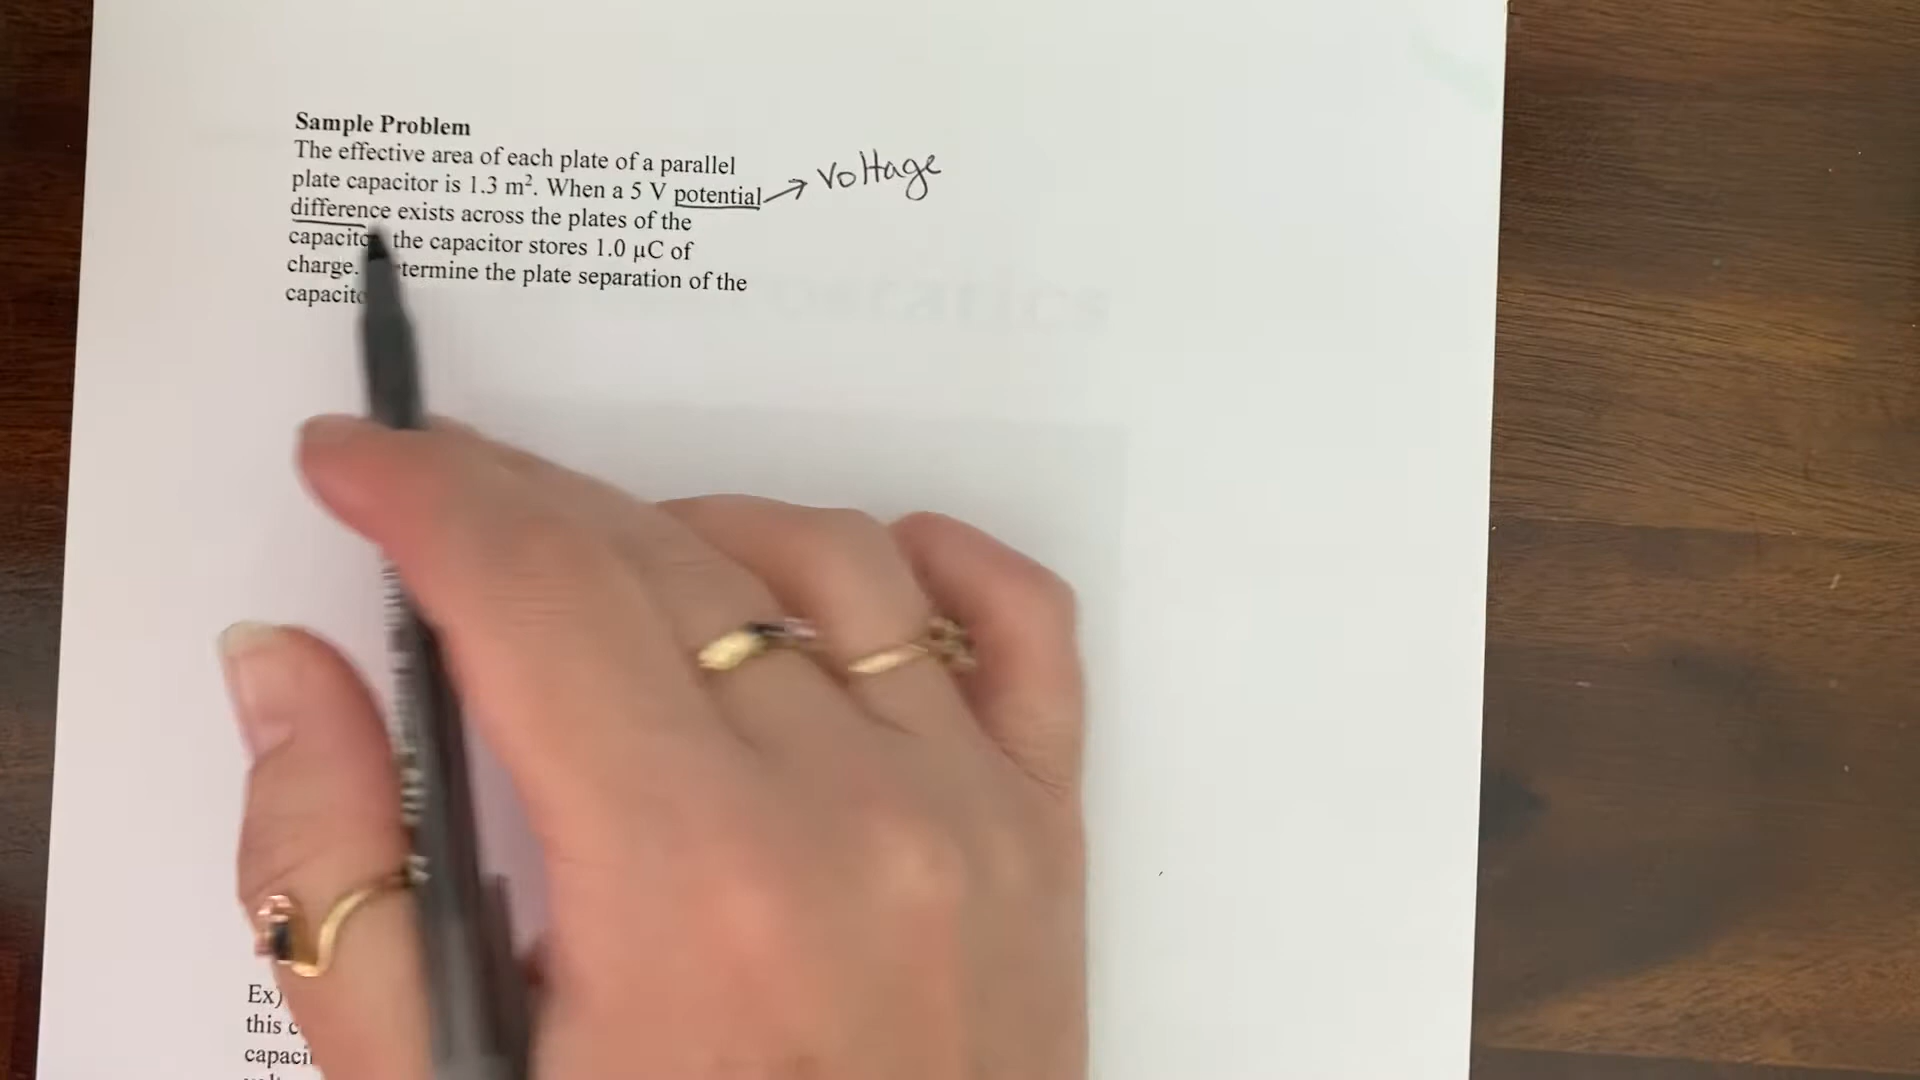 Sample Problem
The effective area of each plate of a parallel
plate capacitor is 1.3 m². When a 5 V potential → voltage
difference exists across the plates of the
the capacitor stores 1.0 µC of
charge. the plate separation of the
Ex)
this